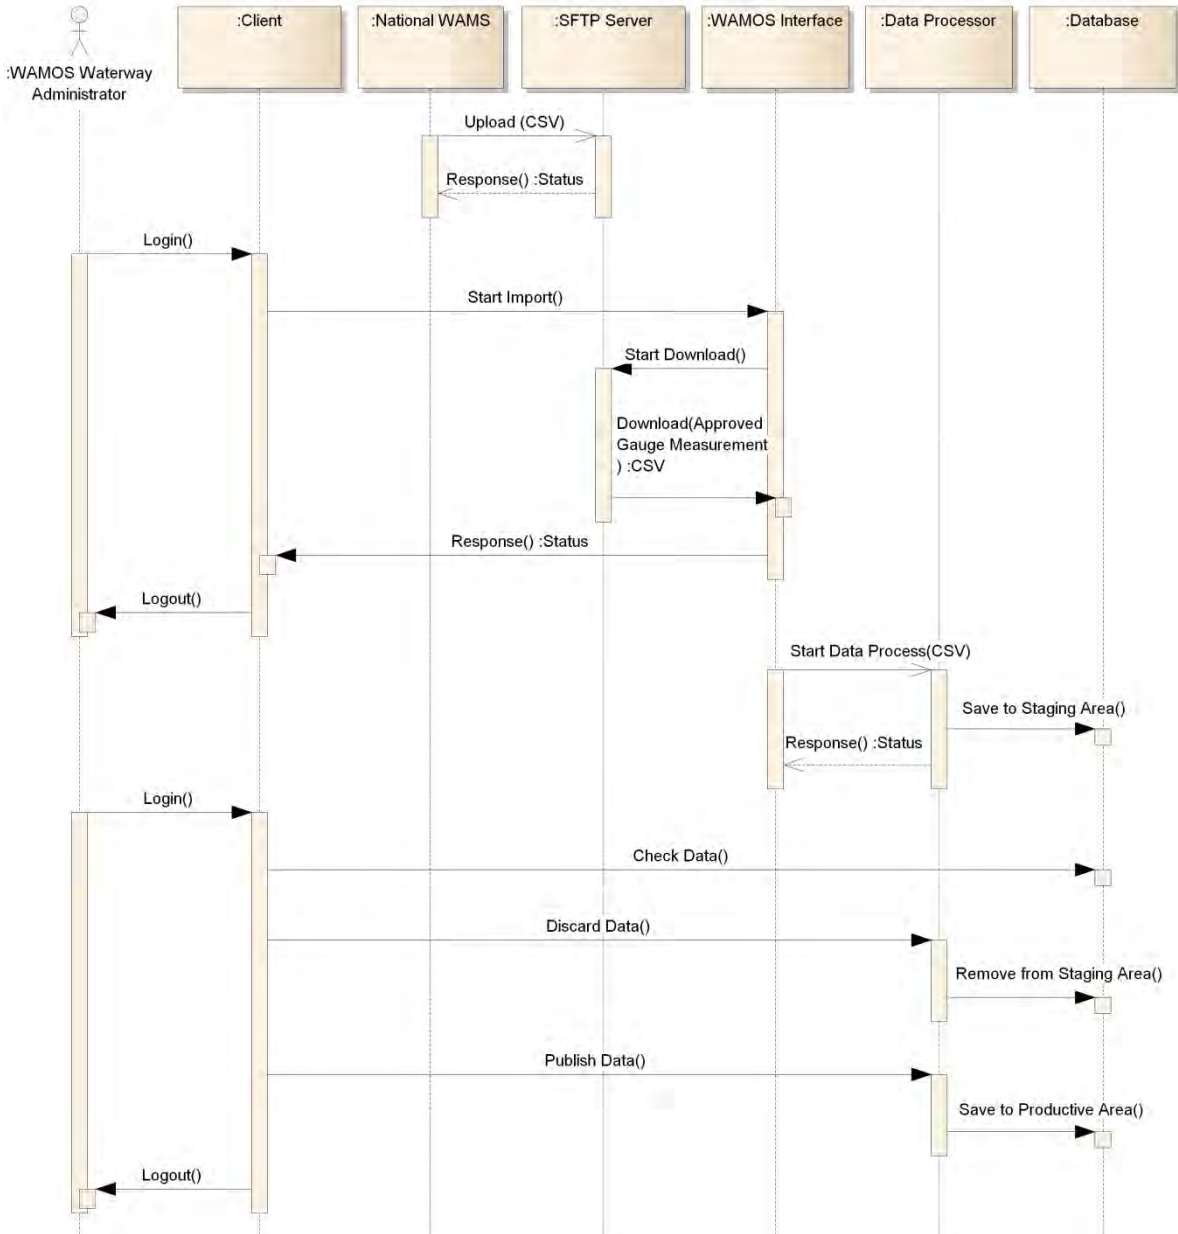 :Client
:National WAMS
:SFTP Server
:WAMOS Interface
:Data Processor
:Database
:WAMOS Waterway
Administrator
Upload (CSV)
Response() :Status
Login()
Start Import()
Start Download()
Download(Approved
Gauge Measurement
) :CSV
Response() :Status
Logout()
Start Data Process(CSV)
Save to Staging Area()
Response() :Status
Login()
Check Data()
Discard Data()
Remove from Staging Area()
Publish Data()
Save to Productive Area()
Logout()